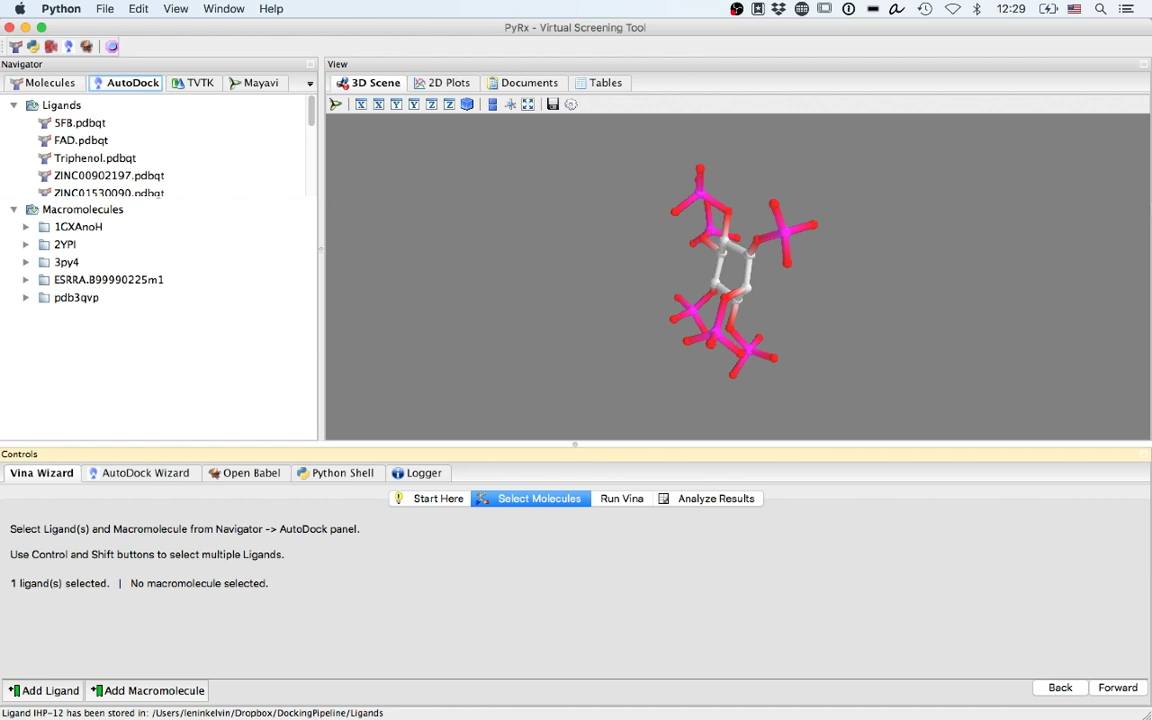 Python File Edit View Window Help 12:29
PyRx - Virtual Screening Tool
Navigator
View
Molecules AutoDock TVTK Mayavi
3D Scene 2D Plots Documents Tables
Ligands
5FB.pdbqt
FAD.pdbqt
Triphenol.pdbqt
ZINC00902197.pdbqt
ZINC01530090.pdbqt
Macromolecules
1GXAnoH
2YPI
3py4
ESRRA.B99990225m1
pdb3qvp
X X Y Y Z Z
Controls
Vina Wizard AutoDock Wizard Open Babel Python Shell Logger
Start Here Select Molecules Run Vina Analyze Results
Select Ligand(s) and Macromolecule from Navigator -> AutoDock panel.
Use Control and Shift buttons to select multiple Ligands.
1 ligand(s) selected. | No macromolecule selected.
Add Ligand Add Macromolecule Back Forward
Ligand IHP-12 has been stored in: /Users/leninkelvin/Dropbox/DockingPipeline/Ligands